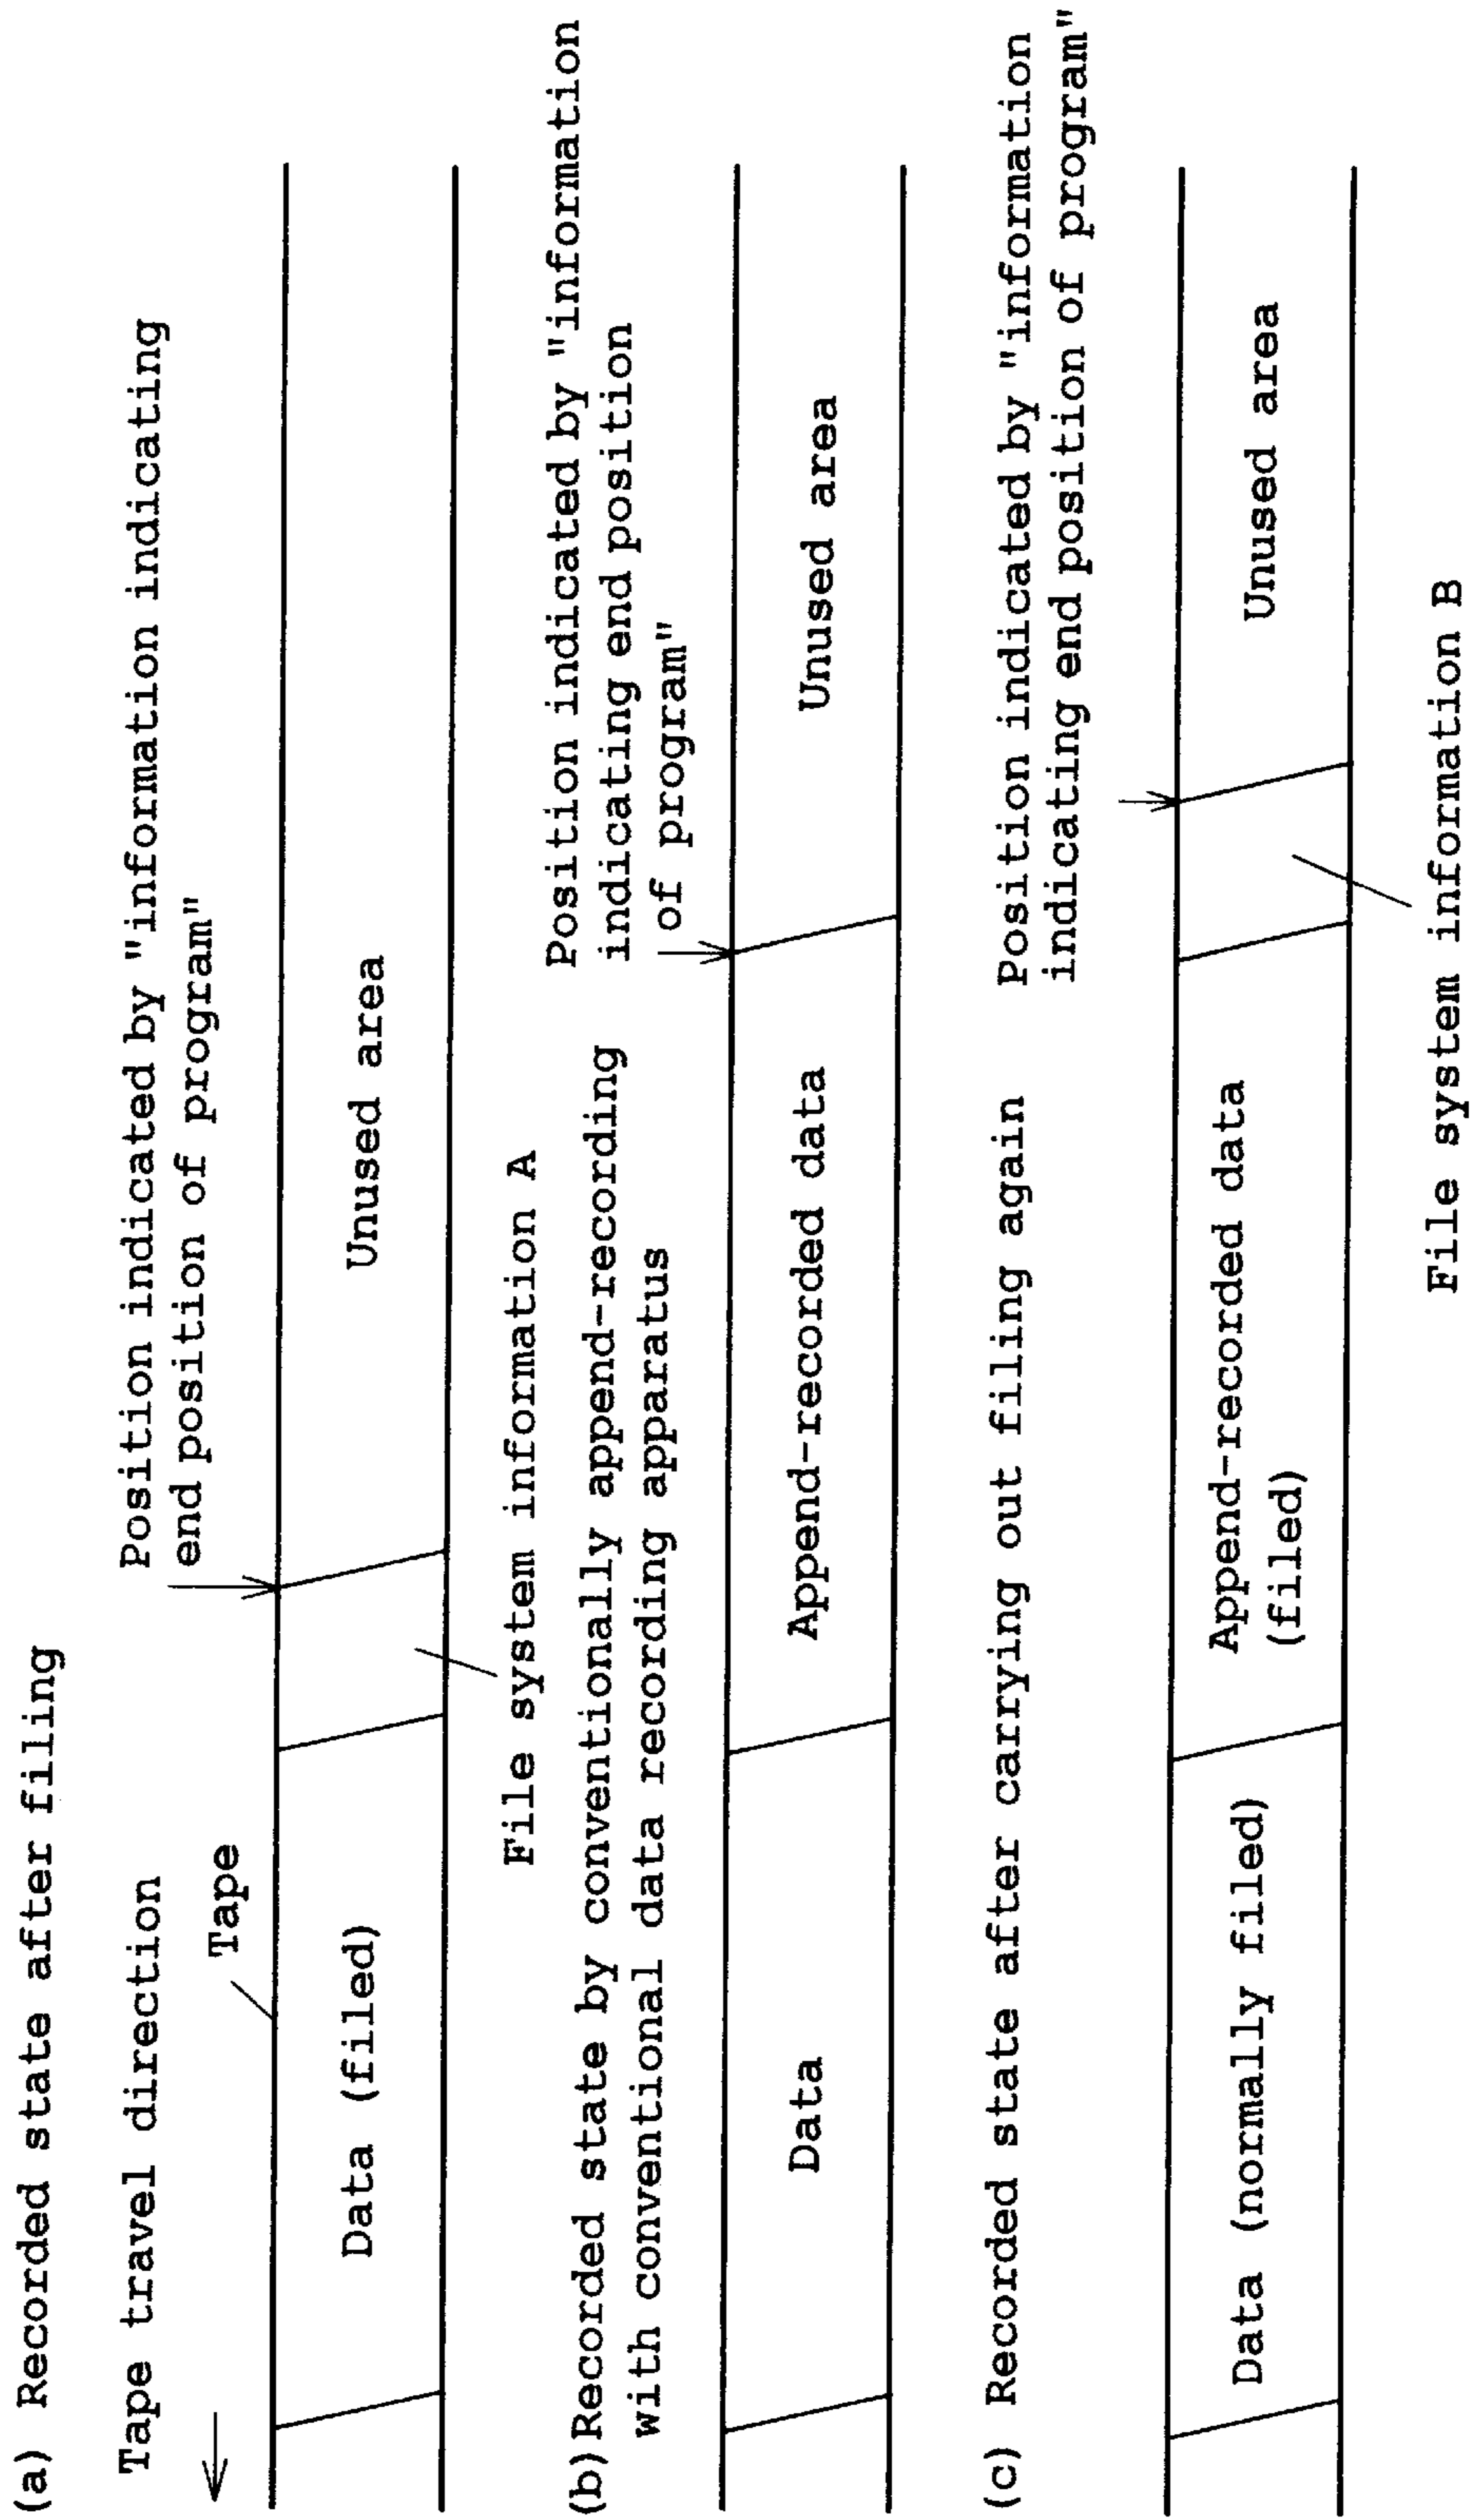 (a) Recorded state after filing
Tape travel direction
Position indicated by "information indicating
end position of program"
Tape
Data (filed)
Unused area
File system information A
(b)Recorded state by conventionally append-recording
with conventional data recording apparatus
Position indicated by "information
indicating end position
of program"
Data
Append-recorded data
Unused area
(c) Recorded state after carrying out filing again
Position indicated by "information
indicating end position of program"
Data (normally filed)
Append-recorded data
(filed)
Unused area
File system information B